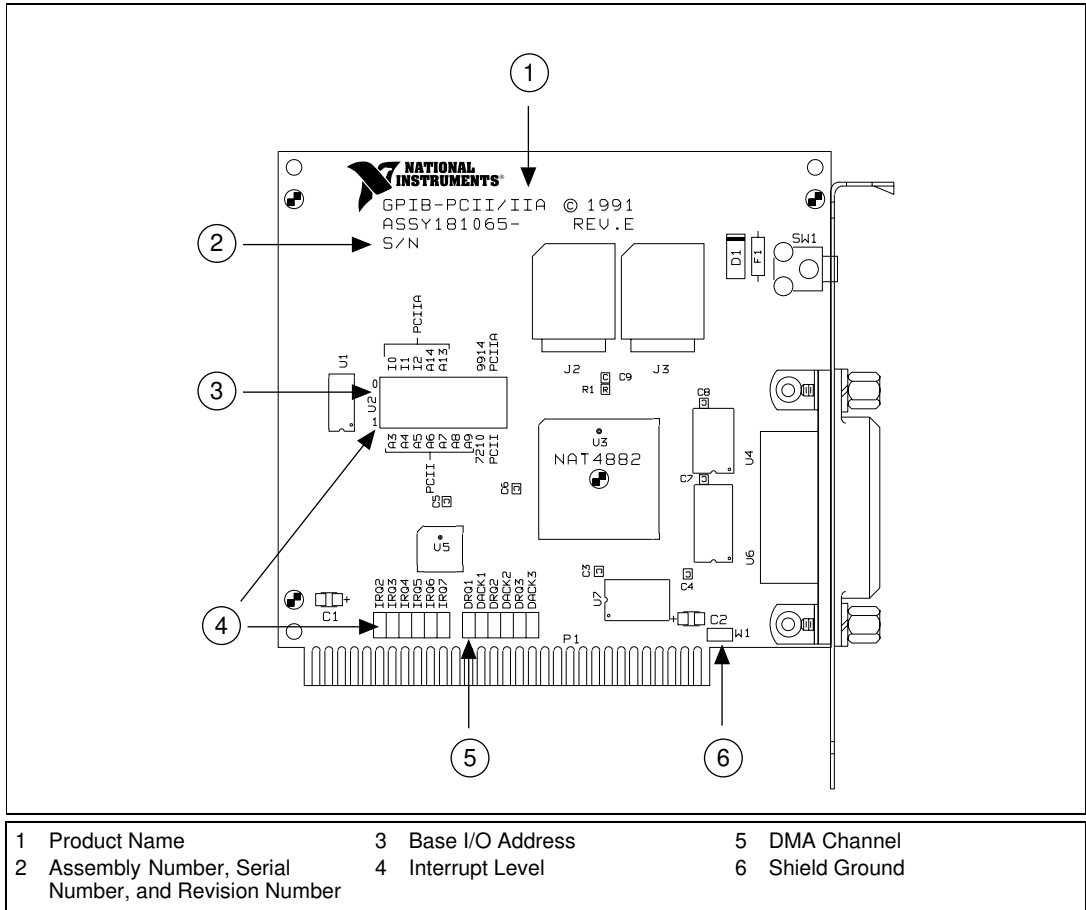 1
NATIONAL
INSTRUMENTS®
GPIB-PCII/IIA © 1991
ASSY181065- REV.E
S/N
2
SW1
D1
F1
PCIIA
I0
I1
I2
A14
A13
9914
PCIIA
U1
J2
J3
C9
R1
C
R
3
0
U2
1
C8
C
A3
A4
A5
A6
A7
A8
A9
7210
PCII
PCII
U3
NAT4882
U4
C7
C
C6
C
C5
C
U5
U6
C3
C
C4
C
IRQ2
IRQ3
IRQ4
IRQ5
IRQ6
IRQ7
DRQ1
DACK1
DRQ2
DACK2
DRQ3
DACK3
4
+
C1
U7
+
C2
W1
P1
5
6
1 Product Name
2 Assembly Number, Serial
Number, and Revision Number
3 Base I/O Address
4 Interrupt Level
5 DMA Channel
6 Shield Ground